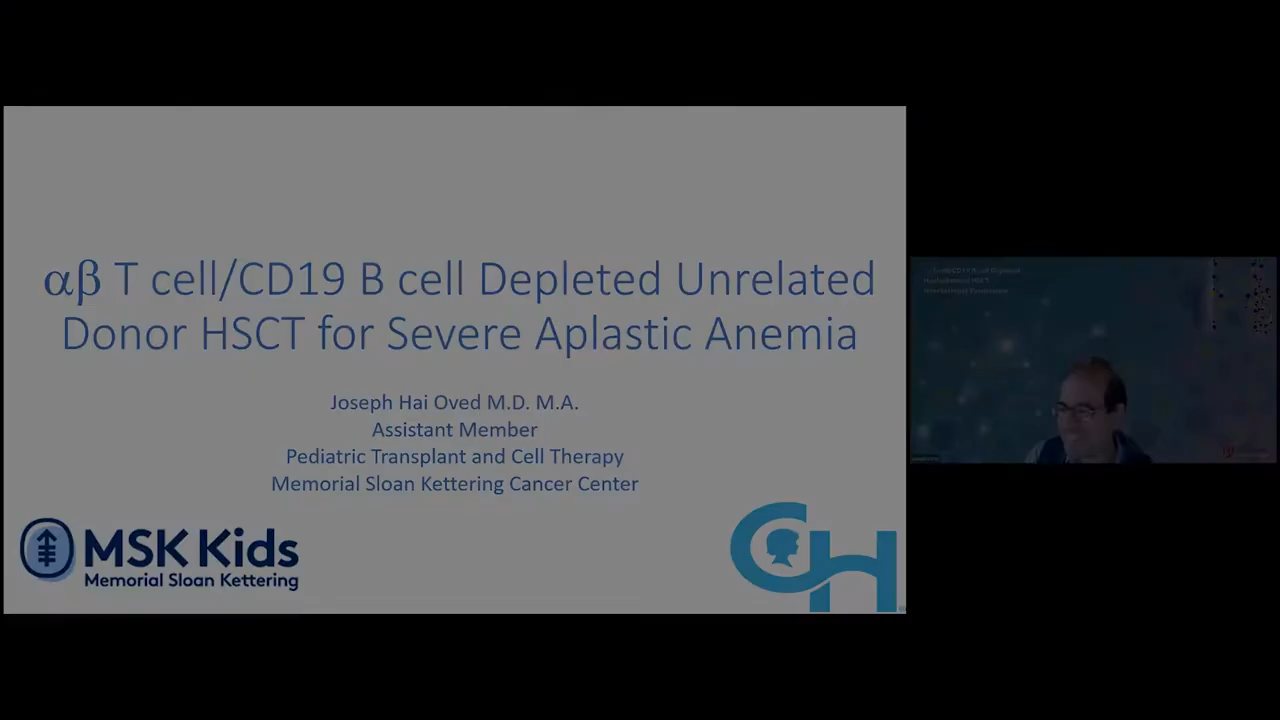 αβ T cell/CD19 B cell Depleted Unrelated
Donor HSCT for Severe Aplastic Anemia
Joseph Hai Oved M.D. M.A.
Assistant Member
Pediatric Transplant and Cell Therapy
Memorial Sloan Kettering Cancer Center
MSK Kids
Memorial Sloan Kettering
CH